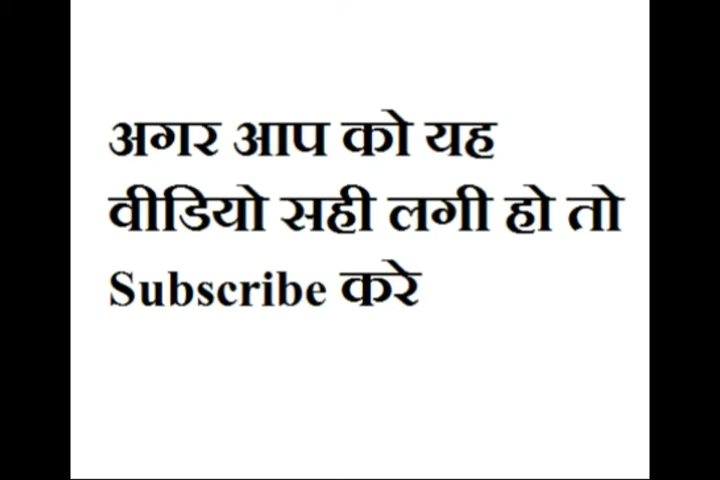 अगर आप को यह
वीडियो सही लगी हो तो
Subscribe करे